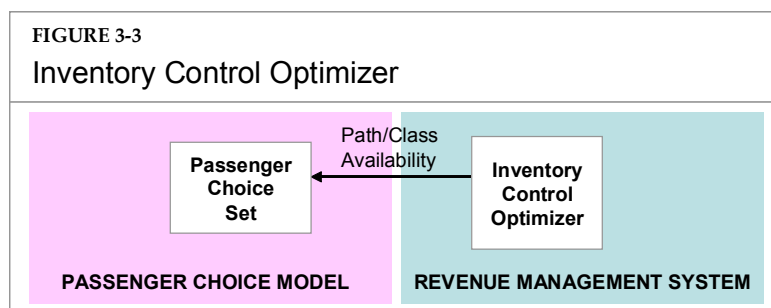 FIGURE 3-3
Inventory Control Optimizer
Path/Class
Availability
Passenger
Choice
Set
Inventory
Control
Optimizer
PASSENGER CHOICE MODEL
REVENUE MANAGEMENT SYSTEM